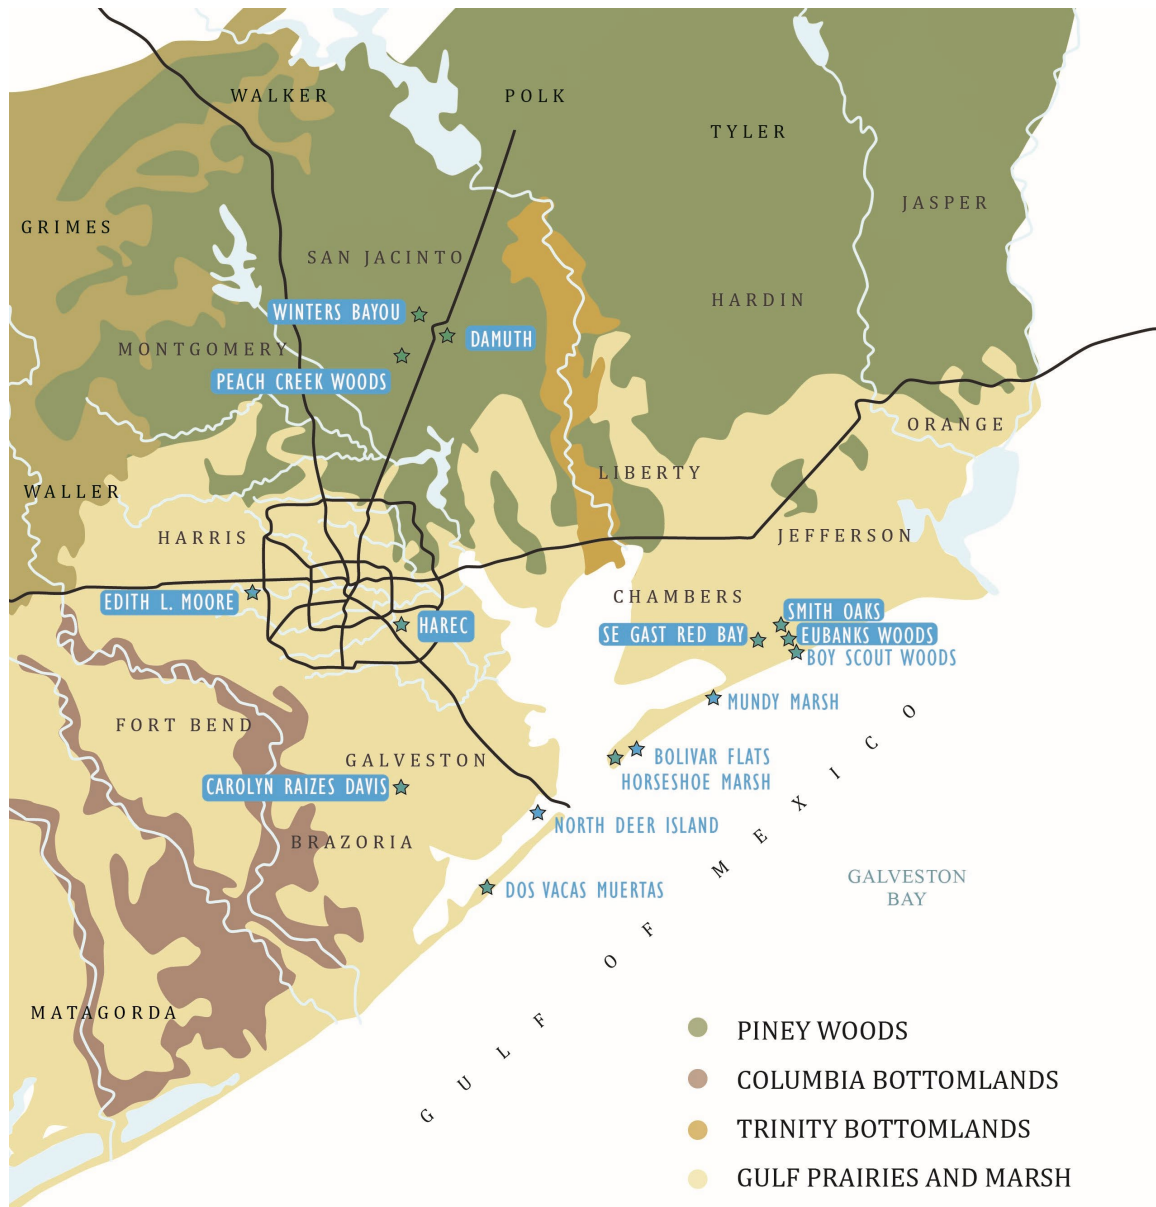 WALKER
POLK
TYLER
JASPER
GRIMES
SAN JACINTO
HARDIN
WINTERS BAYOU
DAMUTH
MONTGOMERY
PEACH CREEK WOODS
ORANGE
LIBERTY
WALLER
HARRIS
JEFFERSON
CHAMBERS
EDITH L. MOORE
SMITH OAKS
HAREC
SE GAST RED BAY
EUBANKS WOODS
BOY SCOUT WOODS
MUNDY MARSH
FORT BEND
GALVESTON
BOLIVAR FLATS
HORSESHOE MARSH
CAROLYN RAIZES DAVIS
NORTH DEER ISLAND
BRAZORIA
DOS VACAS MUERTAS
GALVESTON
BAY
GULF OF MEXICO
MATAGORDA
PINEY WOODS
COLUMBIA BOTTOMLANDS
TRINITY BOTTOMLANDS
GULF PRAIRIES AND MARSH